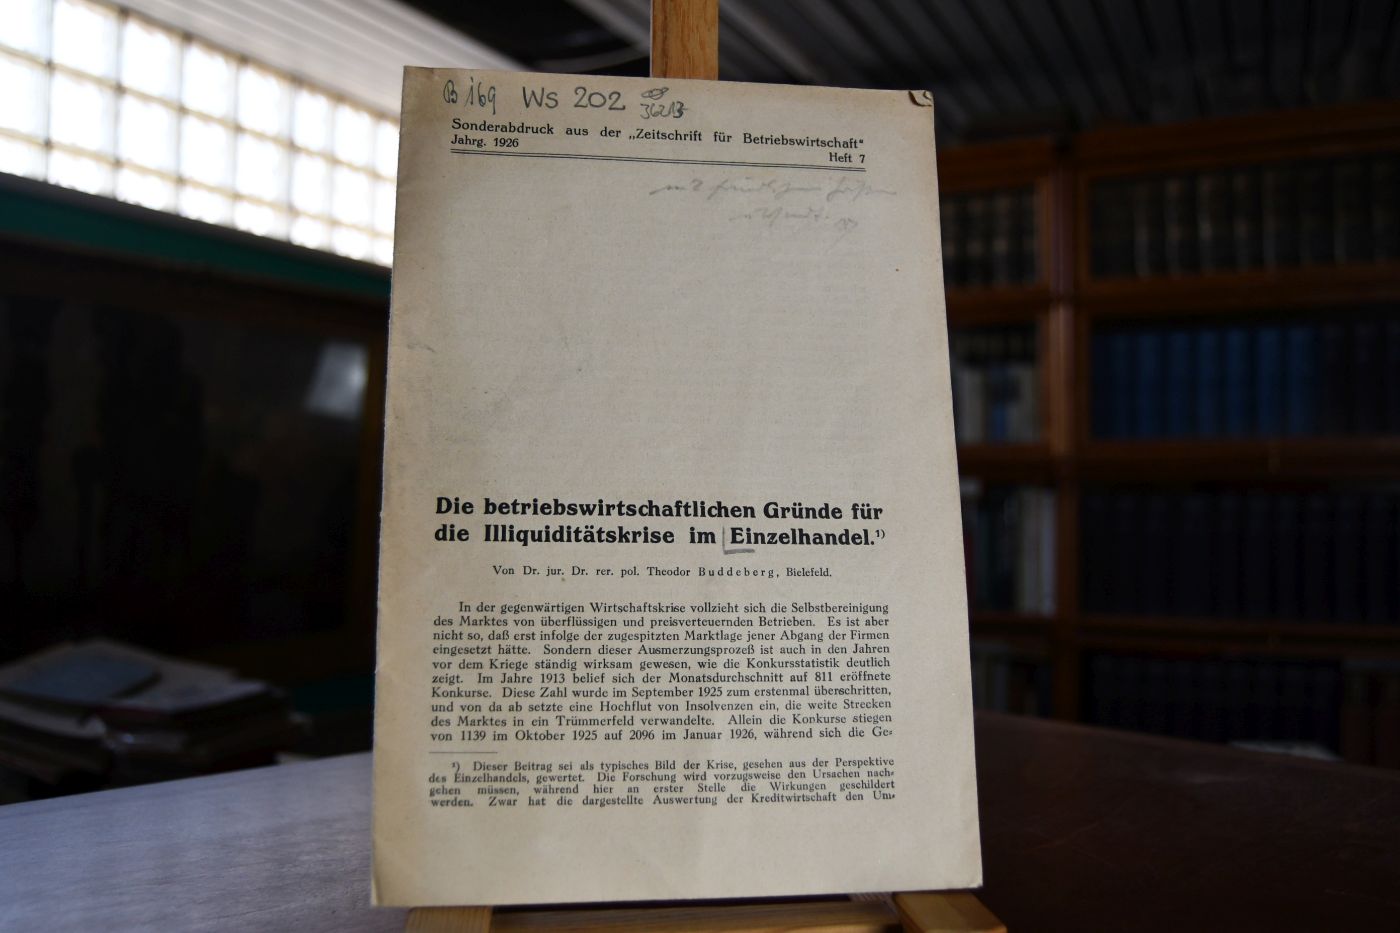 B 169 Ws 202
Sonderabdruck aus der „Zeitschrift für Betriebswirtschaft“
Jahrg. 1926 Heft 7
Die betriebswirtschaftlichen Gründe für
die Illiquiditätskrise im Einzelhandel.¹)
Von Dr. jur. Dr. rer. pol. Theodor Buddeberg, Bielefeld.
In der gegenwärtigen Wirtschaftskrise vollzieht sich die Selbstbereinigung
des Marktes von überflüssigen und preisverteuernden Betrieben. Es ist aber
nicht so, daß erst infolge der zugespitzten Marktlage jener Abgang der Firmen
eingesetzt hätte. Sondern dieser Ausmerzungsprozeß ist auch in den Jahren
vor dem Kriege ständig wirksam gewesen, wie die Konkursstatistik deutlich
zeigt. Im Jahre 1913 belief sich der Monatsdurchschnitt auf 811 eröffnete
Konkurse. Diese Zahl wurde im September 1925 zum erstenmal überschritten,
und von da ab setzte eine Hochflut von Insolvenzen ein, die weite Strecken
des Marktes in ein Trümmerfeld verwandelte. Allein die Konkurse stiegen
von 1139 im Oktober 1925 auf 2096 im Januar 1926, während sich die Ge-
¹) Dieser Beitrag sei als typisches Bild der Krise, gesehen aus der Perspektive
des Einzelhandels, gewertet. Die Forschung wird vorzugsweise den Ursachen nach-
gehen müssen, während hier an erster Stelle die Wirkungen geschildert
werden. Zwar hat die dargestellte Auswertung der Kreditwirtschaft den Um-